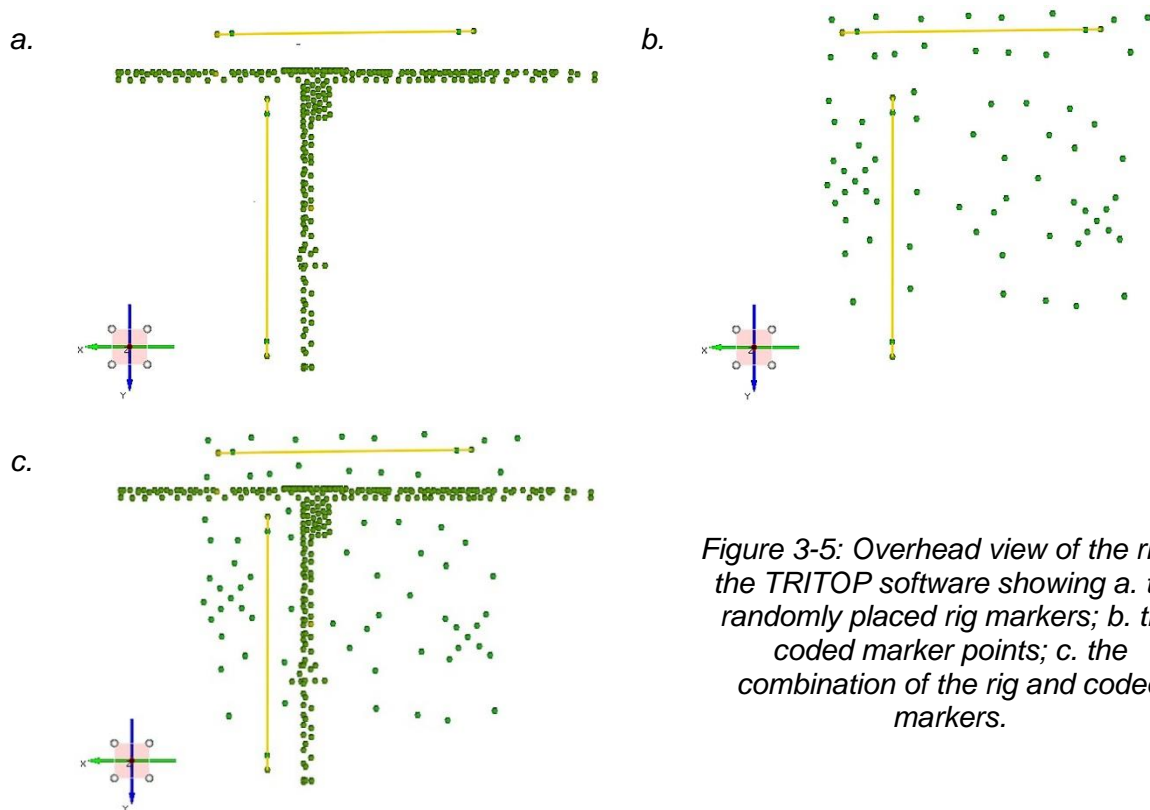 a.
b.
X
Z
Y
X
Z
Y
c.
X
Z
Y
Figure 3-5: Overhead view of the ri
the TRITOP software showing a. t
randomly placed rig markers; b. th
coded marker points; c. the
combination of the rig and coded
markers.